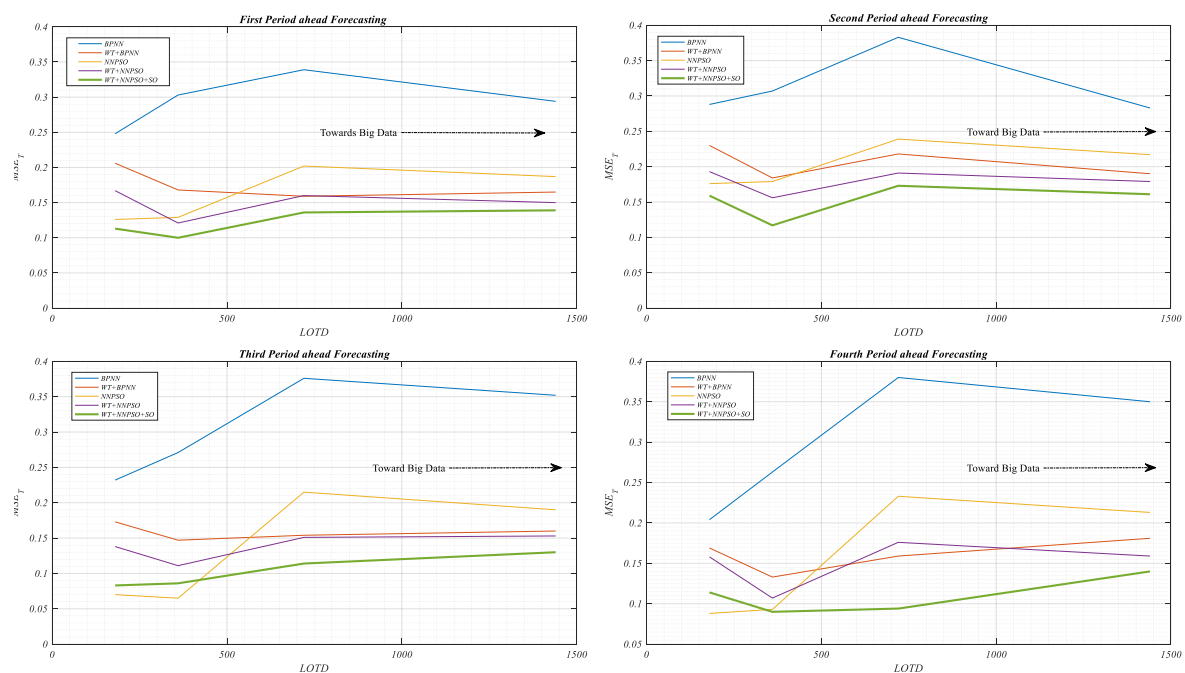 First Period ahead Forecasting
0.4
0.35
0.3
0.25
0.2
0.15
0.1
0.05
0
MSE_T
BPNN
WT+BPNN
NNPSO
WT+NNPSO
WT+NNPSO+SO
Towards Big Data
0 500 1000 1500
LOTD
Second Period ahead Forecasting
0.4
0.35
0.3
0.25
0.2
0.15
0.1
0.05
0
MSE_T
BPNN
WT+BPNN
NNPSO
WT+NNPSO
WT+NNPSO+SO
Toward Big Data
0 500 1000 1500
LOTD
Third Period ahead Forecasting
0.4
0.35
0.3
0.25
0.2
0.15
0.1
0.05
0
MSE_T
BPNN
WT+BPNN
NNPSO
WT+NNPSO
WT+NNPSO+SO
Toward Big Data
0 500 1000 1500
LOTD
Fourth Period ahead Forecasting
0.4
0.35
0.3
0.25
0.2
0.15
0.1
0.05
MSE_T
BPNN
WT+BPNN
NNPSO
WT+NNPSO
WT+NNPSO+SO
Toward Big Data
0 500 1000 1500
LOTD